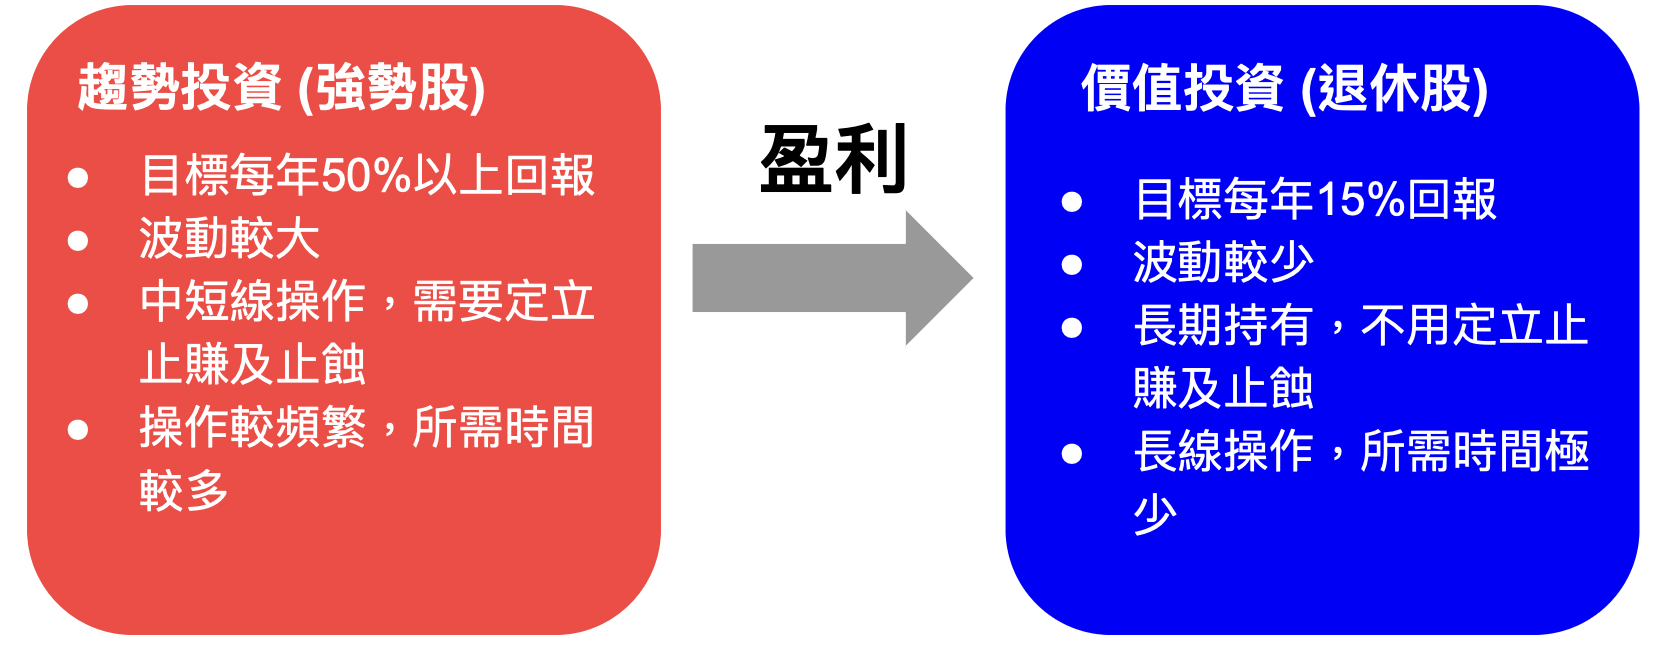 趨勢投資 (強勢股)
● 目標每年50%以上回報
● 波動較大
● 中短線操作，需要定立
止賺及止蝕
● 操作較頻繁，所需時間
較多
盈利
價值投資 (退休股)
● 目標每年15%回報
● 波動較少
● 長期持有，不用定立止
賺及止蝕
● 長線操作，所需時間極
少